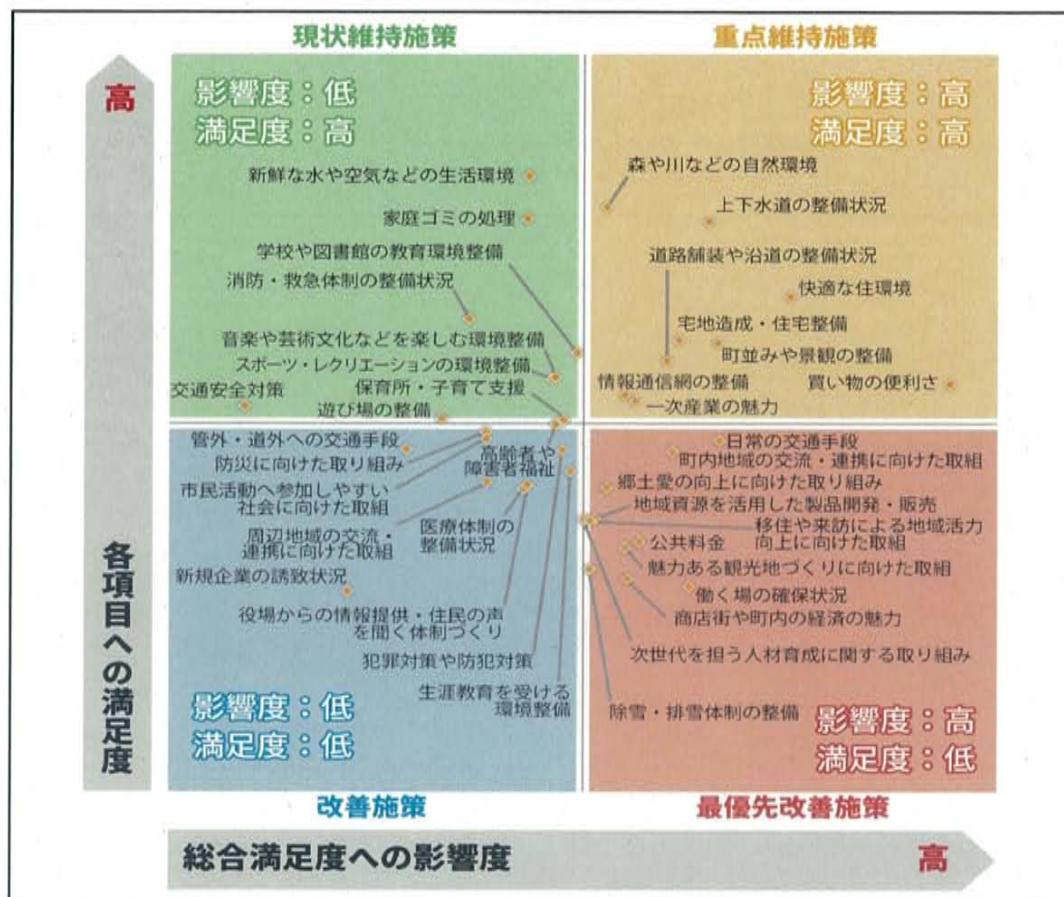 現状維持施策
重点維持施策
高
影響度：低
満足度：高
影響度：高
満足度：高
新鮮な水や空気などの生活環境
家庭ゴミの処理
学校や図書館の教育環境整備
消防・救急体制の整備状況
音楽や芸術文化などを楽しむ環境整備
スポーツ・レクリエーションの環境整備
保育所・子育て支援
交通安全対策
遊び場の整備
森や川などの自然環境
上下水道の整備状況
道路舗装や沿道の整備状況
快適な住環境
宅地造成・住宅整備
町並みや景観の整備
情報通信網の整備
買い物の便利さ
一次産業の魅力
管外・道外への交通手段
防災に向けた取り組み
高齢者や
障害者福祉
市民活動へ参加しやすい
社会に向けた取組
周辺地域の交流・
連携に向けた取組
医療体制の
整備状況
新規企業の誘致状況
役場からの情報提供・住民の声
を聞く体制づくり
犯罪対策や防犯対策
生涯教育を受ける
環境整備
影響度：低
満足度：低
日常の交通手段
町内地域の交流・連携に向けた取組
郷土愛の向上に向けた取り組み
地域資源を活用した製品開発・販売
移住や来訪による地域活力
向上に向けた取組
公共料金
魅力ある観光地づくりに向けた取組
働く場の確保状況
商店街や町内の経済の魅力
次世代を担う人材育成に関する取り組み
除雪・排雪体制の整備
影響度：高
満足度：低
各項目への満足度
改善施策
最優先改善施策
総合満足度への影響度
高